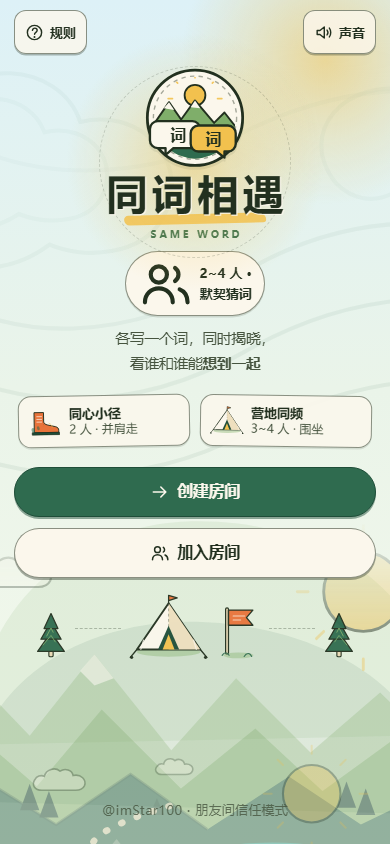 规则
声音
词
词
同词相遇
SAME WORD
2~4 人 •
默契猜词
各写一个词，同时揭晓，
看谁和谁能想到一起
同心小径
2 人 · 并肩走
营地同频
3~4 人 · 围坐
创建房间
加入房间
@imStar100 · 朋友间信任模式